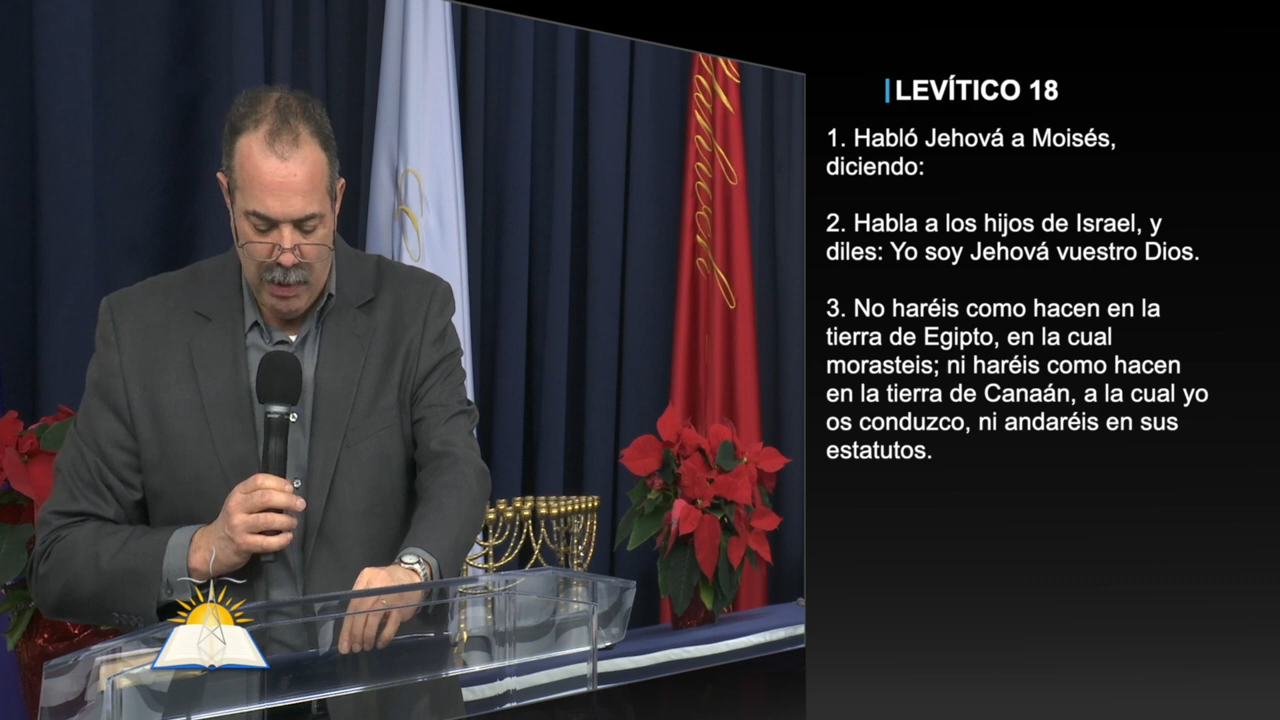 LEVÍTICO 18
1. Habló Jehová a Moisés,
diciendo:
2. Habla a los hijos de Israel, y
diles: Yo soy Jehová vuestro Dios.
3. No haréis como hacen en la
tierra de Egipto, en la cual
morasteis; ni haréis como hacen
en la tierra de Canaán, a la cual yo
os conduzco, ni andaréis en sus
estatutos.